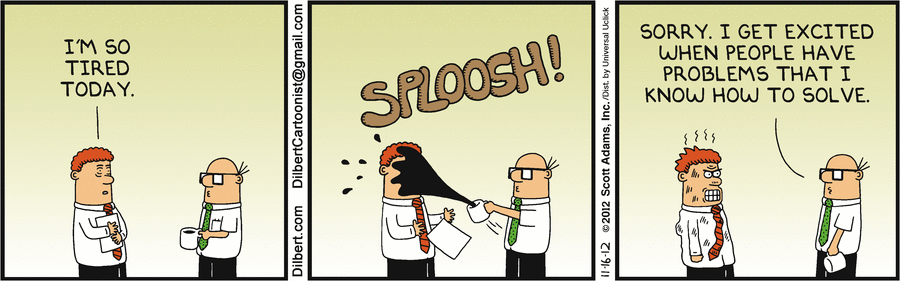 I'M SO
TIRED
TODAY.
Dilbert.com DilbertCartoonist@gmail.com
SPLOOSH!
11-16-12 © 2012 Scott Adams, Inc. /Dist. by Universal Uclick
SORRY. I GET EXCITED
WHEN PEOPLE HAVE
PROBLEMS THAT I
KNOW HOW TO SOLVE.